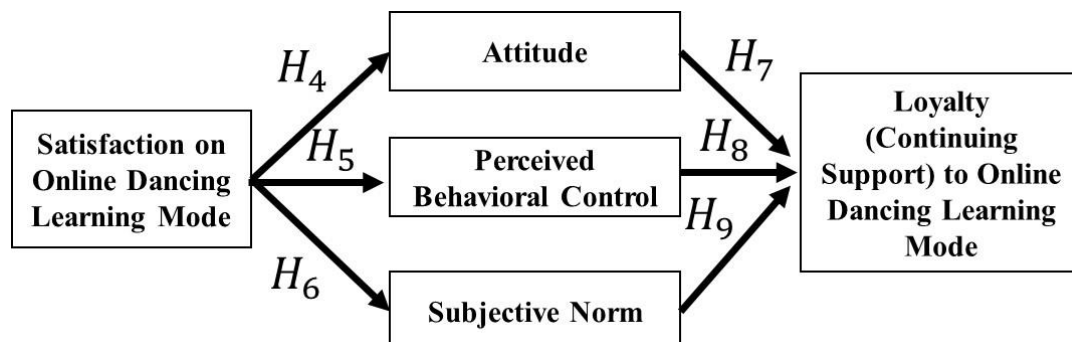 Satisfaction on
Online Dancing
Learning Mode
H₄
H₅
H₆
Attitude
Perceived
Behavioral Control
Subjective Norm
H₇
H₈
H₉
Loyalty
(Continuing
Support) to Online
Dancing Learning
Mode